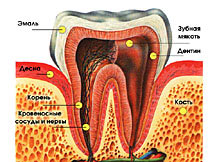 Эмаль
Зубная
мякоть
Дентин
Десна
Корень
Кость
Кровеносные
сосуды и нервы